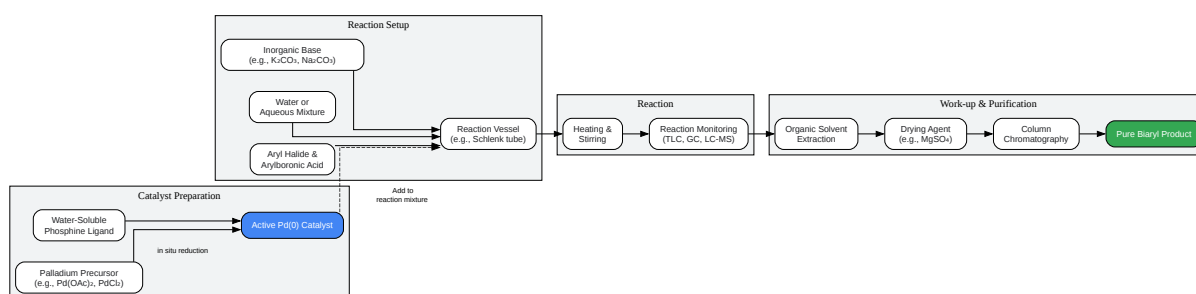 Reaction Setup
Inorganic Base
(e.g., K₂CO₃, Na₂CO₃)
Water or
Aqueous Mixture
Aryl Halide &
Arylboronic Acid
Reaction Vessel
(e.g., Schlenk tube)
Reaction
Heating &
Stirring
Reaction Monitoring
(TLC, GC, LC-MS)
Work-up & Purification
Organic Solvent
Extraction
Drying Agent
(e.g., MgSO₄)
Column
Chromatography
Pure Biaryl Product
Add to
reaction mixture
Catalyst Preparation
Water-Soluble
Phosphine Ligand
Active Pd(0) Catalyst
in situ reduction
Palladium Precursor
(e.g., Pd(OAc)₂, PdCl₂)